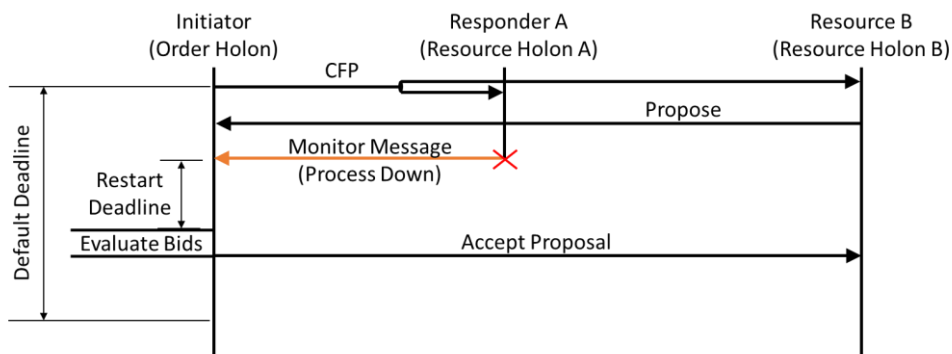 Initiator
(Order Holon)
Responder A
(Resource Holon A)
Resource B
(Resource Holon B)
CFP
Propose
Monitor Message
(Process Down)
Default Deadline
Restart
Deadline
Evaluate Bids
Accept Proposal